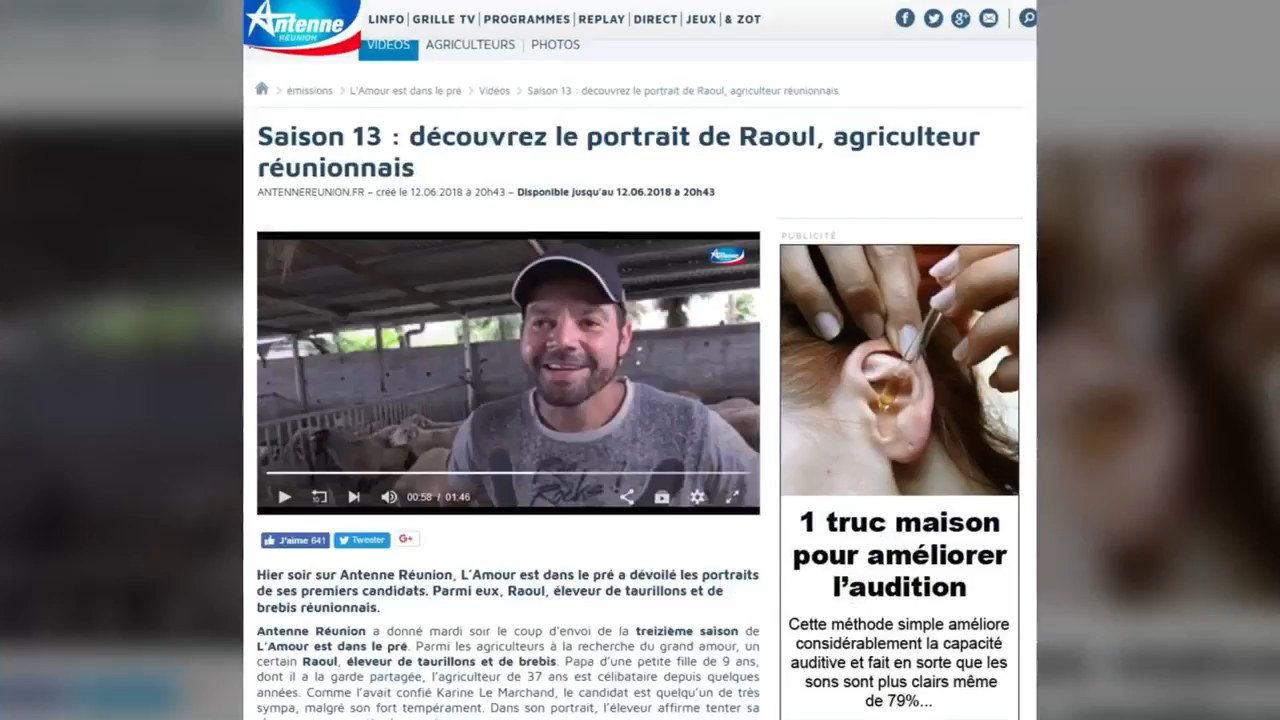 Antenne
RÉUNION
LINFO | GRILLE TV | PROGRAMMES | REPLAY | DIRECT | JEUX | & ZOT
VIDÉOS AGRICULTEURS | PHOTOS
émissions > L'Amour est dans le pré > Vidéos > Saison 13 : découvrez le portrait de Raoul, agriculteur réunionnais
Saison 13 : découvrez le portrait de Raoul, agriculteur
réunionnais
ANTENNEREUNION.FR – créé le 12.06.2018 à 20h43 – Disponible jusqu'au 12.06.2018 à 20h43
PUBLICITÉ
Antenne
Rocks
10
00:58 / 01:46
J'aime 641 Tweeter G+
Hier soir sur Antenne Réunion, L'Amour est dans le pré a dévoilé les portraits
de ses premiers candidats. Parmi eux, Raoul, éleveur de taurillons et de
brebis réunionnais.
Antenne Réunion a donné mardi soir le coup d'envoi de la treizième saison de
L'Amour est dans le pré. Parmi les agriculteurs à la recherche du grand amour, un
certain Raoul, éleveur de taurillons et de brebis. Papa d'une petite fille de 9 ans,
dont il a la garde partagée, l'agriculteur de 37 ans est célibataire depuis quelques
années. Comme l'avait confié Karine Le Marchand, le candidat est quelqu'un de très
sympa, malgré son fort tempérament. Dans son portrait, l'éleveur affirme tenter sa
1 truc maison
pour améliorer
l'audition
Cette méthode simple améliore
considérablement la capacité
auditive et fait en sorte que les
sons sont plus clairs même
de 79%...